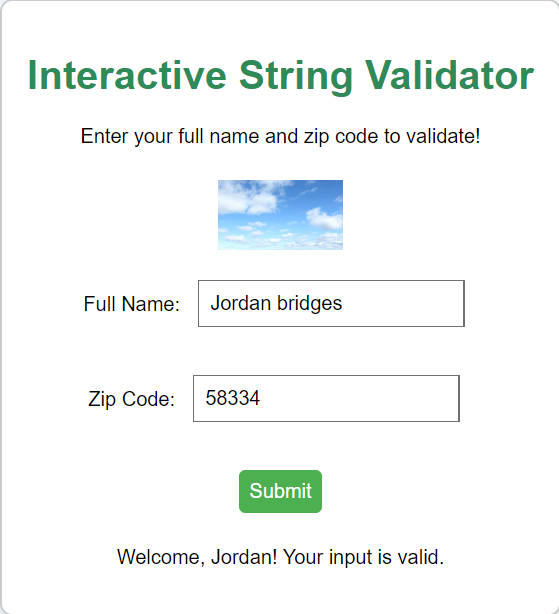 Interactive String Validator
Enter your full name and zip code to validate!
Full Name: Jordan bridges
Zip Code: 58334
Submit
Welcome, Jordan! Your input is valid.